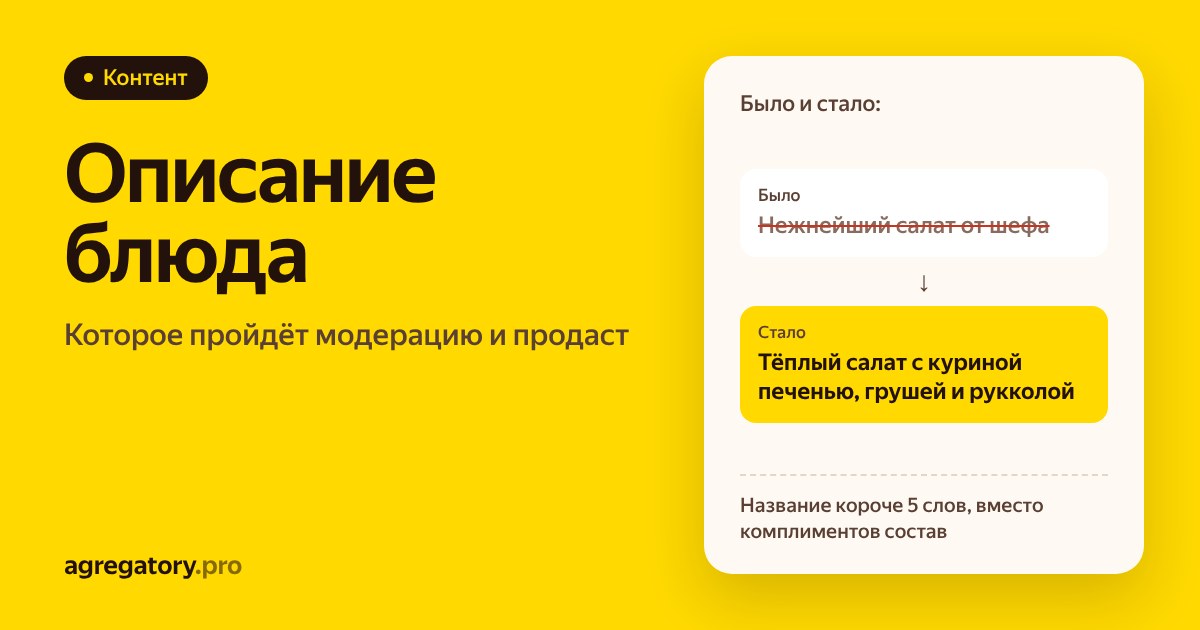 Контент
Описание
блюда
Которое пройдёт модерацию и продаст
agregatory.pro
Было и стало:
Было
Нежнейший салат от шефа
↓
Стало
Тёплый салат с куриной
печенью, грушей и рукколой
Название короче 5 слов, вместо
комплиментов состав